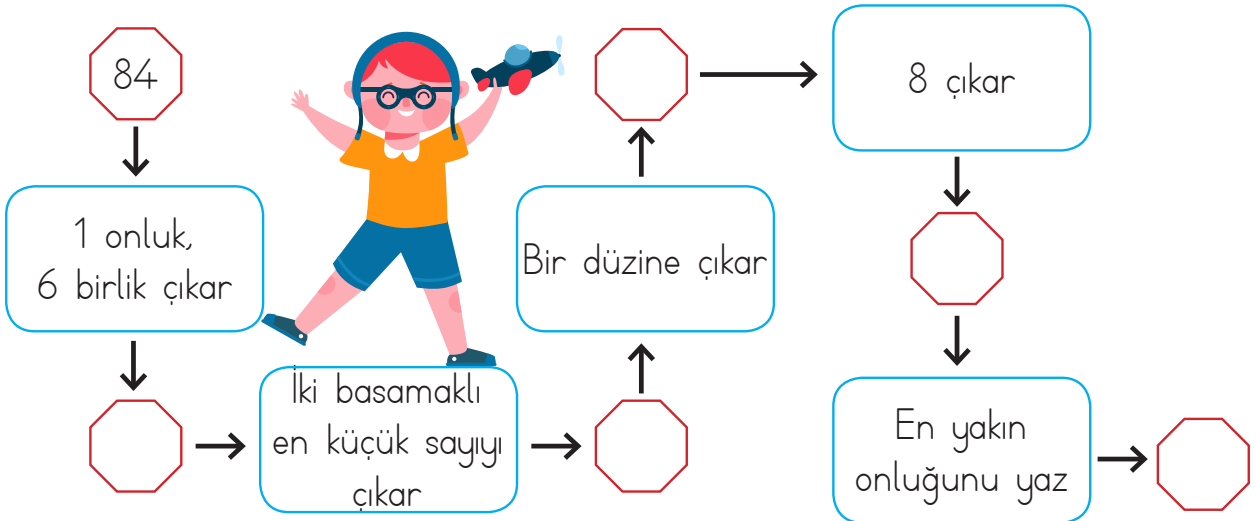 84
1 onluk,
6 birlik çıkar
İki basamaklı
en küçük sayıyı
çıkar
Bir düzine çıkar
8 çıkar
En yakın
onluğunu yaz